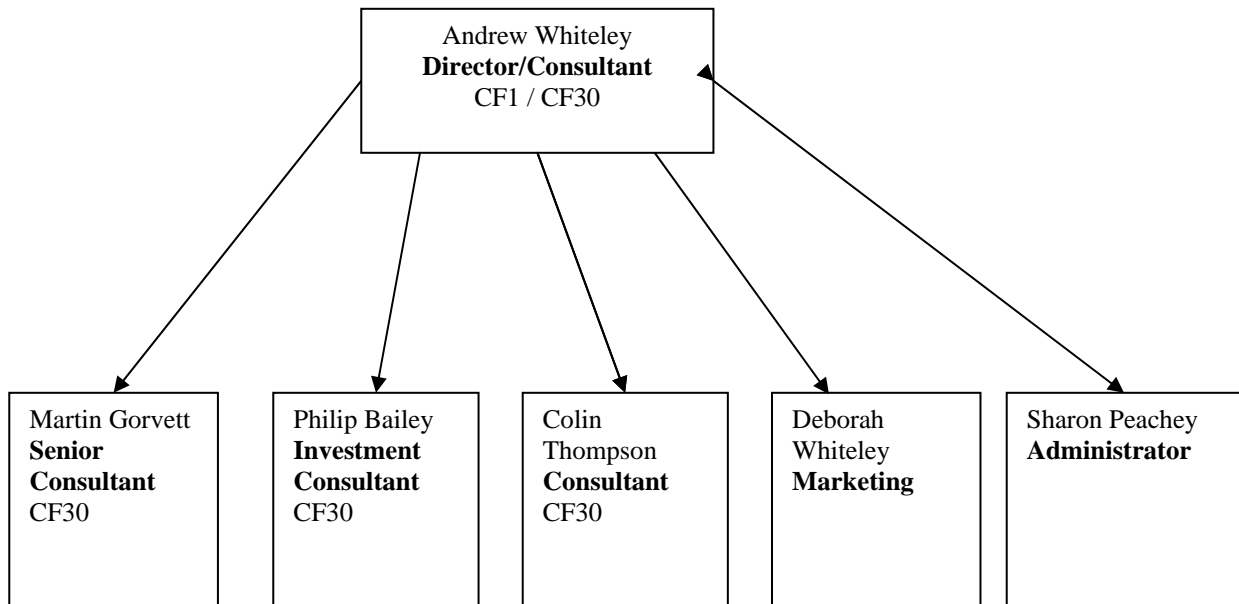 Andrew Whiteley
Director/Consultant
CF1 / CF30
Martin Gorvett
Senior
Consultant
CF30
Philip Bailey
Investment
Consultant
CF30
Colin
Thompson
Consultant
CF30
Deborah
Whiteley
Marketing
Sharon Peachey
Administrator